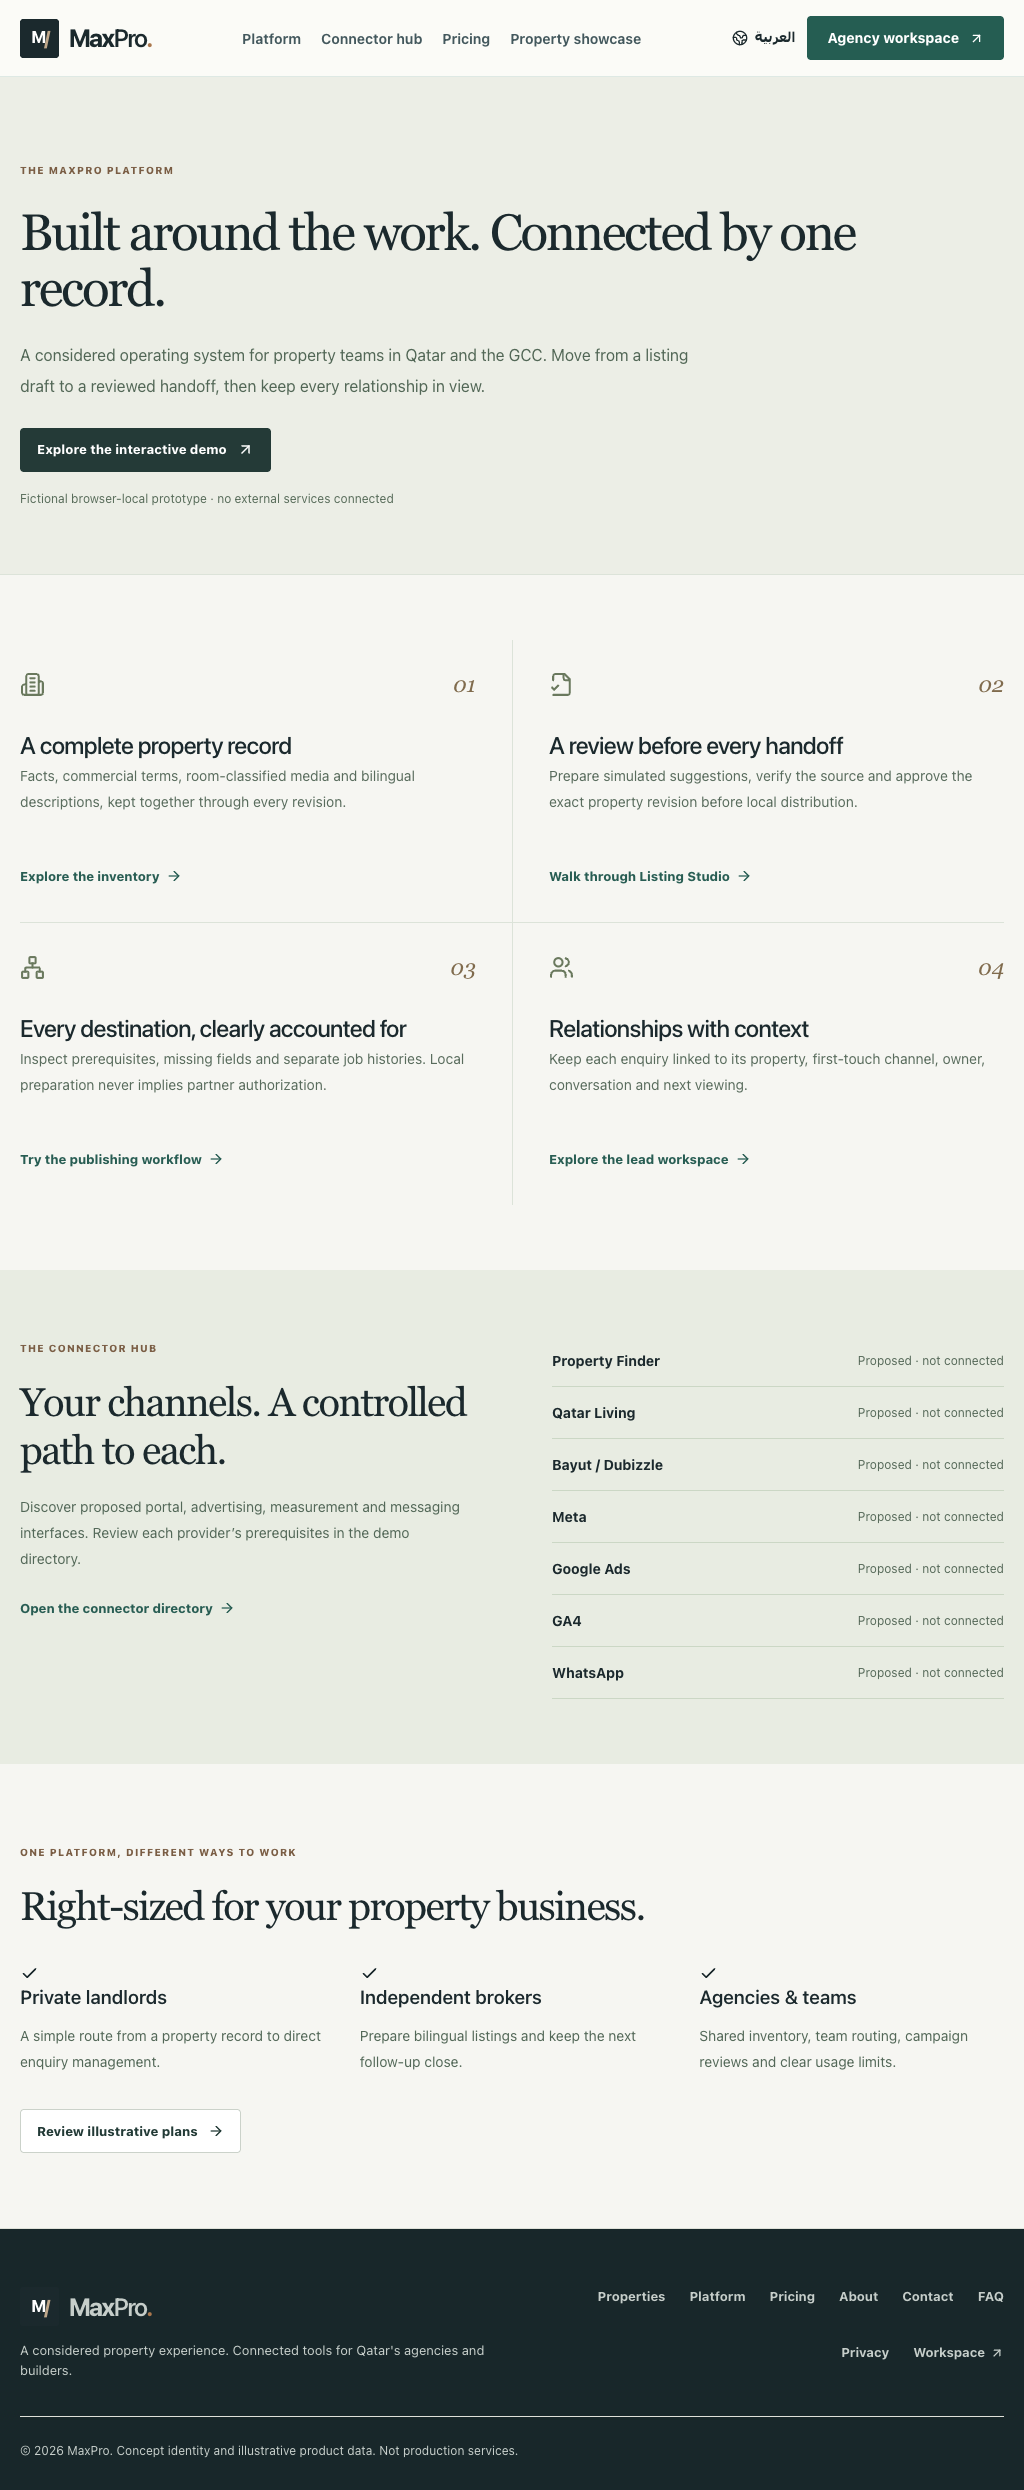 M/ MaxPro.
Platform Connector hub Pricing Property showcase
العربية
Agency workspace
THE MAXPRO PLATFORM
Built around the work. Connected by one
record.
A considered operating system for property teams in Qatar and the GCC. Move from a listing
draft to a reviewed handoff, then keep every relationship in view.
Explore the interactive demo
Fictional browser-local prototype · no external services connected
01
A complete property record
Facts, commercial terms, room-classified media and bilingual
descriptions, kept together through every revision.
Explore the inventory
02
A review before every handoff
Prepare simulated suggestions, verify the source and approve the
exact property revision before local distribution.
Walk through Listing Studio
03
Every destination, clearly accounted for
Inspect prerequisites, missing fields and separate job histories. Local
preparation never implies partner authorization.
Try the publishing workflow
04
Relationships with context
Keep each enquiry linked to its property, first-touch channel, owner,
conversation and next viewing.
Explore the lead workspace
THE CONNECTOR HUB
Your channels. A controlled
path to each.
Discover proposed portal, advertising, measurement and messaging
interfaces. Review each provider’s prerequisites in the demo
directory.
Open the connector directory
Property Finder Proposed · not connected
Qatar Living Proposed · not connected
Bayut / Dubizzle Proposed · not connected
Meta Proposed · not connected
Google Ads Proposed · not connected
GA4 Proposed · not connected
WhatsApp Proposed · not connected
ONE PLATFORM, DIFFERENT WAYS TO WORK
Right-sized for your property business.
Private landlords
A simple route from a property record to direct
enquiry management.
Independent brokers
Prepare bilingual listings and keep the next
follow-up close.
Agencies & teams
Shared inventory, team routing, campaign
reviews and clear usage limits.
Review illustrative plans
M/ MaxPro.
A considered property experience. Connected tools for Qatar's agencies and
builders.
Properties Platform Pricing About Contact FAQ
Privacy Workspace
© 2026 MaxPro. Concept identity and illustrative product data. Not production services.